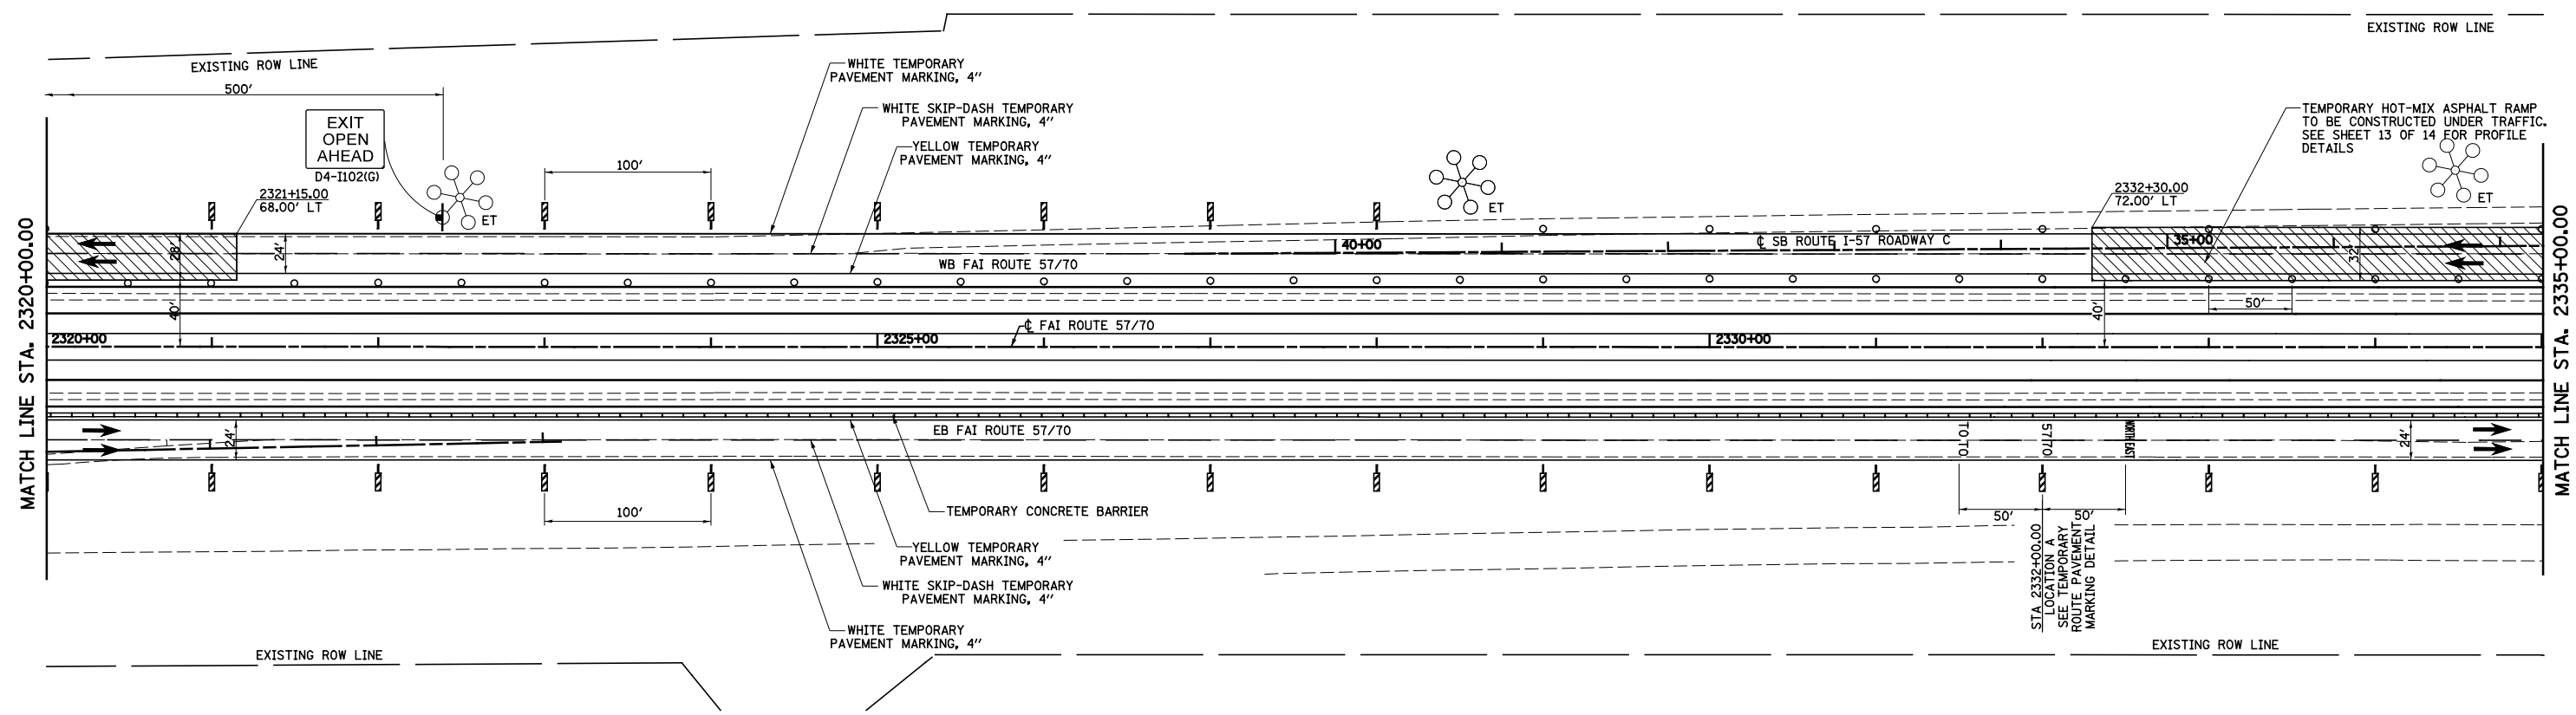 EXISTING ROW LINE
EXISTING ROW LINE
500'
EXIT
OPEN
AHEAD
D4-I102(G)
2321+15.00
68.00' LT
ET
100'
WHITE TEMPORARY
PAVEMENT MARKING, 4"
WHITE SKIP-DASH TEMPORARY
PAVEMENT MARKING, 4"
YELLOW TEMPORARY
PAVEMENT MARKING, 4"
ET
TEMPORARY HOT-MIX ASPHALT RAMP
TO BE CONSTRUCTED UNDER TRAFFIC.
SEE SHEET 13 OF 14 FOR PROFILE
DETAILS
ET
2332+30.00
72.00' LT
MATCH LINE STA. 2320+00.00
28'
24'
40'
WB FAI ROUTE 57/70
40+00
℄ SB ROUTE I-57 ROADWAY C
35+00
32'
50'
40'
2320+00
2325+00
℄ FAI ROUTE 57/70
2330+00
24'
EB FAI ROUTE 57/70
TO TO
57/70
NORTH EAST
24'
MATCH LINE STA. 2335+00.00
100'
TEMPORARY CONCRETE BARRIER
YELLOW TEMPORARY
PAVEMENT MARKING, 4"
WHITE SKIP-DASH TEMPORARY
PAVEMENT MARKING, 4"
WHITE TEMPORARY
PAVEMENT MARKING, 4"
50'
50'
STA 2332+00.00
LOCATION A
SEE TEMPORARY
ROUTE PAVEMENT
MARKING DETAIL
EXISTING ROW LINE
EXISTING ROW LINE